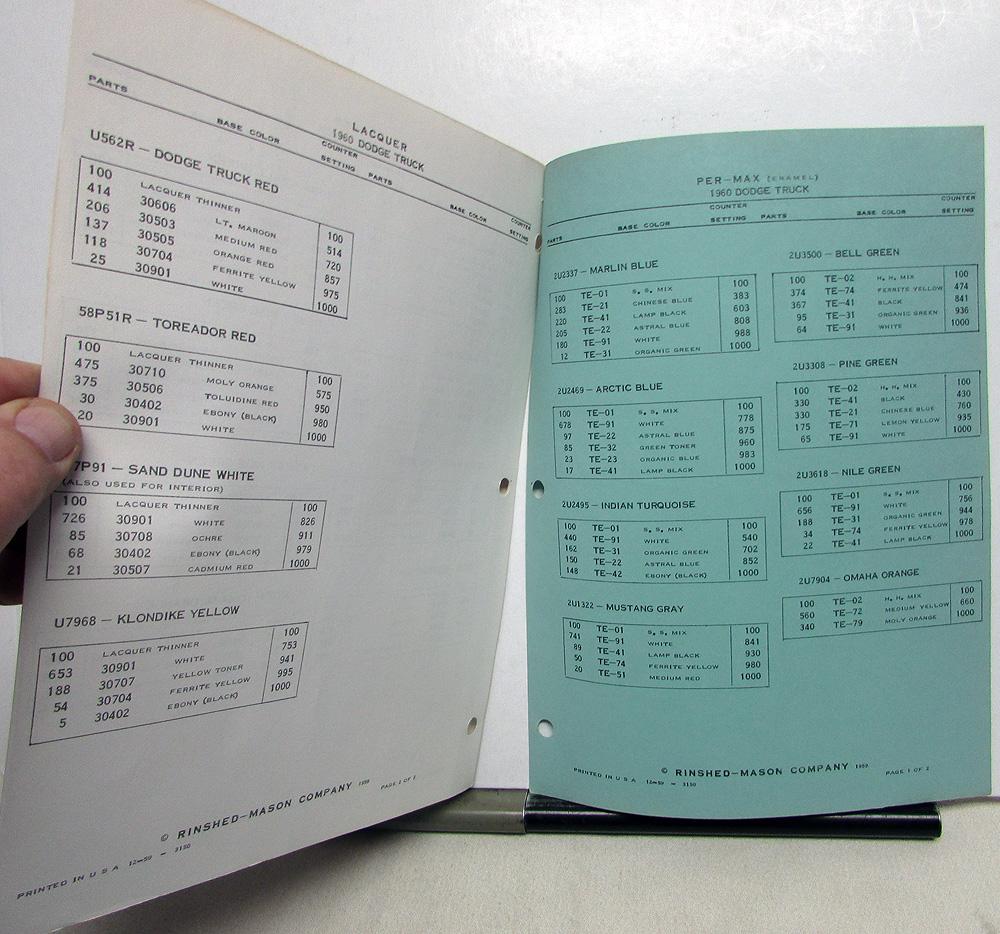 LACQUER
1960 DODGE TRUCK
PARTS BASE COLOR COUNTER SETTING PARTS BASE COLOR COUNTER SETTING
U562R — DODGE TRUCK RED
100 LACQUER THINNER 100
414 30606 LT. MAROON 514
206 30503 MEDIUM RED 720
137 30505 ORANGE RED 857
118 30704 FERRITE YELLOW 975
25 30901 WHITE 1000
58P51R — TOREADOR RED
100 LACQUER THINNER 100
475 30710 MOLY ORANGE 575
375 30506 TOLUIDINE RED 950
30 30402 EBONY (BLACK) 980
20 30901 WHITE 1000
7P91 — SAND DUNE WHITE
(ALSO USED FOR INTERIOR)
100 LACQUER THINNER 100
726 30901 WHITE 826
85 30708 OCHRE 911
68 30402 EBONY (BLACK) 979
21 30507 CADMIUM RED 1000
U7968 — KLONDIKE YELLOW
100 LACQUER THINNER 100
653 30901 WHITE 753
188 30707 YELLOW TONER 941
54 30704 FERRITE YELLOW 995
5 30402 EBONY (BLACK) 1000
© RINSHED—MASON COMPANY 1959 PAGE 2 OF 2
PRINTED IN U S A 12—59 — 3150
PER—MAX (ENAMEL)
1960 DODGE TRUCK
PARTS BASE COLOR COUNTER SETTING PARTS BASE COLOR COUNTER SETTING
2U2337 — MARLIN BLUE
100 TE—01 S. S. MIX 100
283 TE—21 CHINESE BLUE 383
220 TE—41 LAMP BLACK 603
205 TE—22 ASTRAL BLUE 808
180 TE—91 WHITE 988
12 TE—31 ORGANIC GREEN 1000
2U2469 — ARCTIC BLUE
100 TE—01 S. S. MIX 100
678 TE—91 WHITE 778
97 TE—22 ASTRAL BLUE 875
85 TE—32 GREEN TONER 960
23 TE—23 ORGANIC BLUE 983
17 TE—41 LAMP BLACK 1000
2U2495 — INDIAN TURQUOISE
100 TE—01 S. S. MIX 100
440 TE—91 WHITE 540
162 TE—31 ORGANIC GREEN 702
150 TE—22 ASTRAL BLUE 852
148 TE—42 EBONY (BLACK) 1000
2U1322 — MUSTANG GRAY
100 TE—01 S. S. MIX 100
741 TE—91 WHITE 841
89 TE—41 LAMP BLACK 930
50 TE—74 FERRITE YELLOW 980
20 TE—51 MEDIUM RED 1000
2U3500 — BELL GREEN
100 TE—02 H. H. MIX 100
374 TE—74 FERRITE YELLOW 474
367 TE—41 BLACK 841
95 TE—31 ORGANIC GREEN 936
64 TE—91 WHITE 1000
2U3308 — PINE GREEN
100 TE—02 H. H. MIX 100
330 TE—41 BLACK 430
330 TE—21 CHINESE BLUE 760
175 TE—71 LEMON YELLOW 935
65 TE—91 WHITE 1000
2U3618 — NILE GREEN
100 TE—01 S. S. MIX 100
656 TE—91 WHITE 756
188 TE—31 ORGANIC GREEN 944
34 TE—74 FERRITE YELLOW 978
22 TE—41 LAMP BLACK 1000
2U7904 — OMAHA ORANGE
100 TE—02 H. H. MIX 100
560 TE—72 MEDIUM YELLOW 660
340 TE—79 MOLY ORANGE 1000
PRINTED IN U S A 12—59 — 3150 © RINSHED—MASON COMPANY 1959 PAGE 1 OF 2